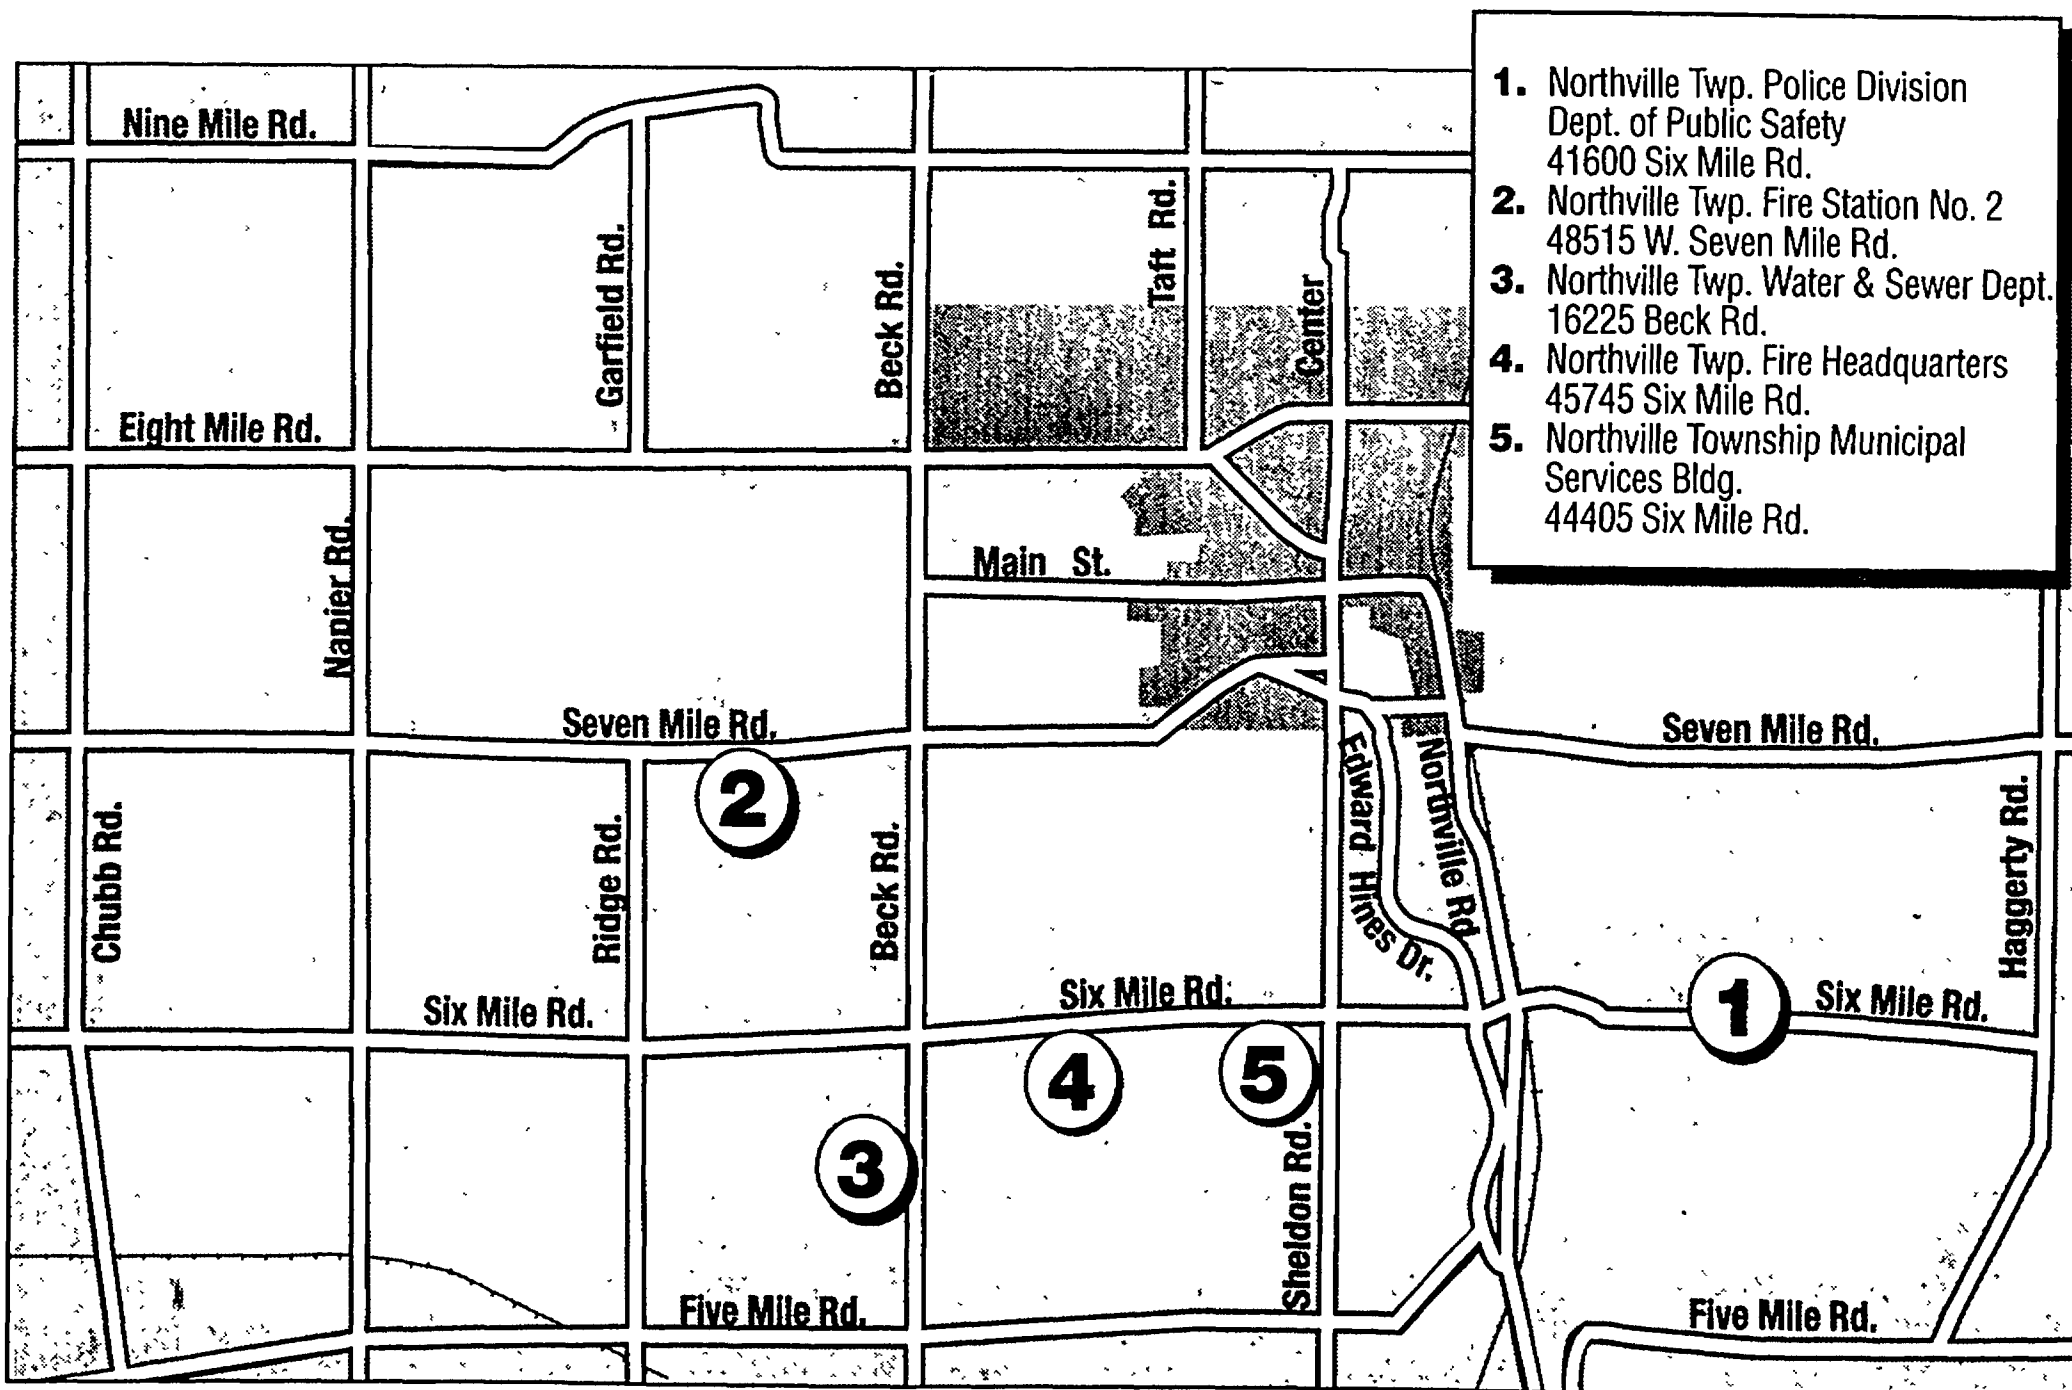 1. Northville Twp. Police Division
Dept. of Public Safety
41600 Six Mile Rd.
2. Northville Twp. Fire Station No. 2
48515 W. Seven Mile Rd.
3. Northville Twp. Water & Sewer Dept.
16225 Beck Rd.
4. Northville Twp. Fire Headquarters
45745 Six Mile Rd.
5. Northville Township Municipal
Services Bldg.
44405 Six Mile Rd.
Nine Mile Rd.
Garfield Rd.
Beck Rd.
Taft Rd.
Center
Eight Mile Rd.
Napier Rd.
Main St.
Seven Mile Rd.
Seven Mile Rd.
2
Edward Hines Dr.
Northville Rd
Chubb Rd.
Ridge Rd.
Beck Rd.
Haggerty Rd.
Six Mile Rd.
Six Mile Rd.
1
Six Mile Rd.
4
5
3
Sheldon Rd.
Five Mile Rd.
Five Mile Rd.